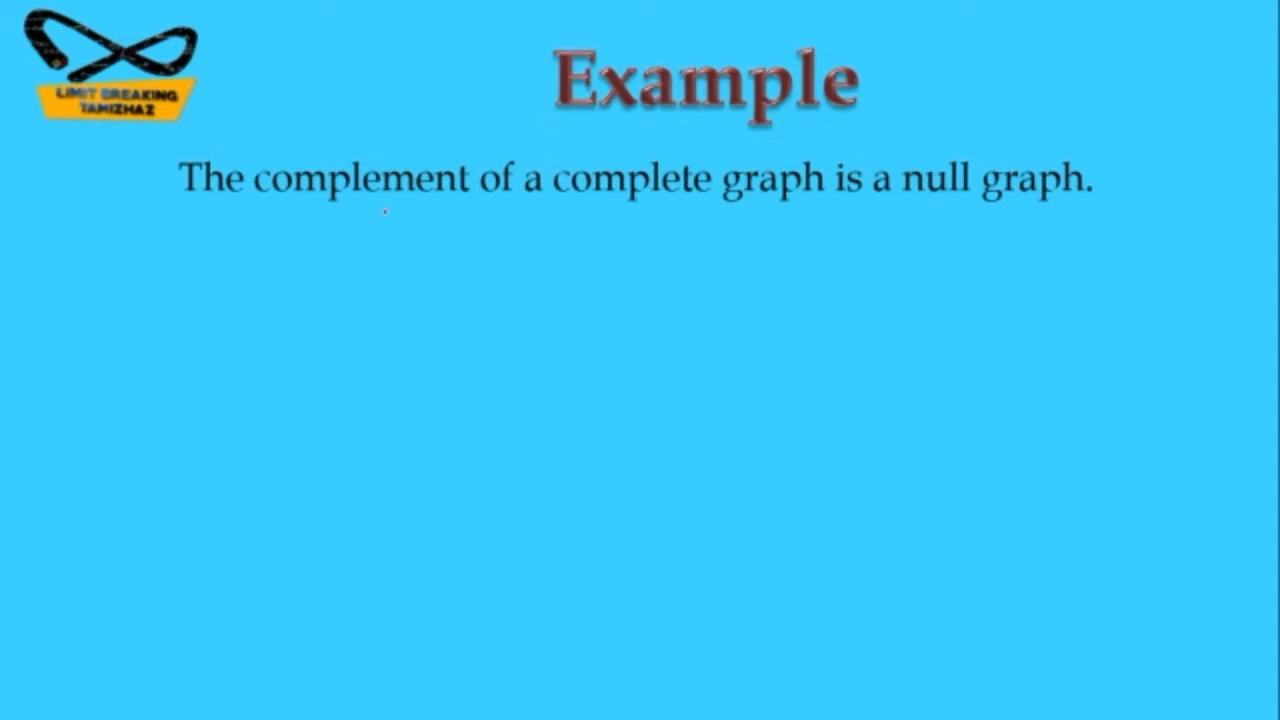 LIMIT BREAKING
TAMIZHAZ
Example
The complement of a complete graph is a null graph.